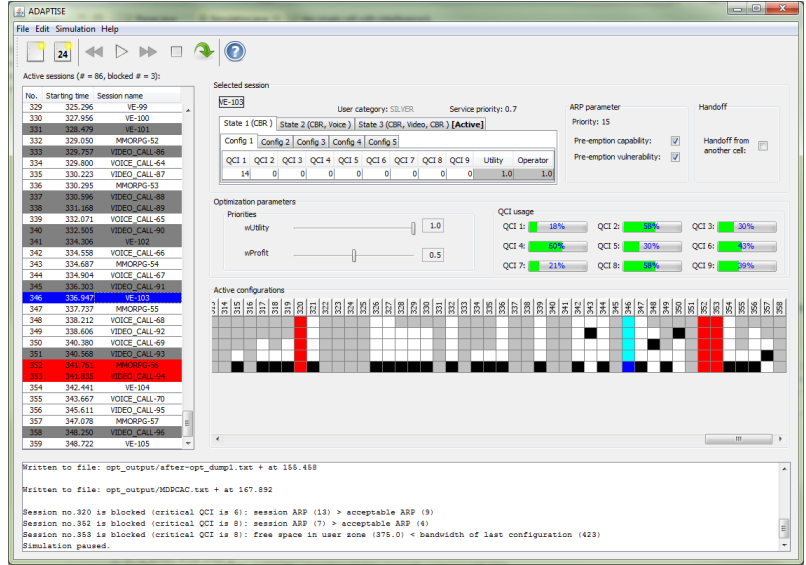 ADAPTISE
File Edit Simulation Help
24
Active sessions (# = 86, blocked # = 3):
No. Starting time Session name
329 325.296 VE-99
330 327.956 VE-100
331 328.479 VE-101
332 329.050 MMORPG-52
333 329.757 VIDEO_CALL-86
334 329.800 VOICE_CALL-64
335 330.223 VIDEO_CALL-87
336 330.295 MMORPG-53
337 330.596 VIDEO_CALL-88
338 331.168 VIDEO_CALL-89
339 332.071 VOICE_CALL-65
340 332.505 VIDEO_CALL-90
341 334.306 VE-102
342 334.558 VOICE_CALL-66
343 334.687 MMORPG-54
344 334.904 VOICE_CALL-67
345 336.303 VIDEO_CALL-91
346 336.947 VE-103
347 337.737 MMORPG-55
348 338.212 VOICE_CALL-68
349 338.606 VIDEO_CALL-92
350 340.380 VOICE_CALL-69
351 340.568 VIDEO_CALL-93
352 341.761 MMORPG-56
353 341.835 VIDEO_CALL-94
354 342.441 VE-104
355 343.667 VOICE_CALL-70
356 345.611 VIDEO_CALL-95
357 347.078 MMORPG-57
358 348.250 VIDEO_CALL-96
359 348.722 VE-105
Selected session
VE-103
User category: SILVER Service priority: 0.7
State 1 (CBR ) State 2 (CBR, Voice ) State 3 (CBR, Video, CBR ) [Active]
Config 1 Config 2 Config 3 Config 4 Config 5
QCI 1 QCI 2 QCI 3 QCI 4 QCI 5 QCI 6 QCI 7 QCI 8 QCI 9 Utility Operator
14 0 0 0 0 0 0 0 0 1.0 1.0
ARP parameter
Priority: 15
Pre-emption capability:
Pre-emption vulnerability:
Handoff
Handoff from
another cell:
Optimization parameters
Priorities
wUtility 1.0
wProfit 0.5
QCI usage
QCI 1: 18% QCI 2: 58% QCI 3: 30%
QCI 4: 60% QCI 5: 30% QCI 6: 43%
QCI 7: 21% QCI 8: 58% QCI 9: 39%
Active configurations
313 314 315 316 317 318 319 320 321 322 323 324 325 326 327 328 329 330 331 332 333 334 335 336 337 338 339 340 341 342 343 344 345 346 347 348 349 350 351 352 353 354 355 356 357 358
Written to file: opt_output/after-opt_dump1.txt + at 155.458
Written to file: opt_output/MDPCAC.txt + at 167.892
Session no.320 is blocked (critical QCI is 6): session ARP (13) > acceptable ARP (9)
Session no.352 is blocked (critical QCI is 8): session ARP (7) > acceptable ARP (4)
Session no.353 is blocked (critical QCI is 8): free space in user zone (375.0) < bandwidth of last configuration (423)
Simulation paused.